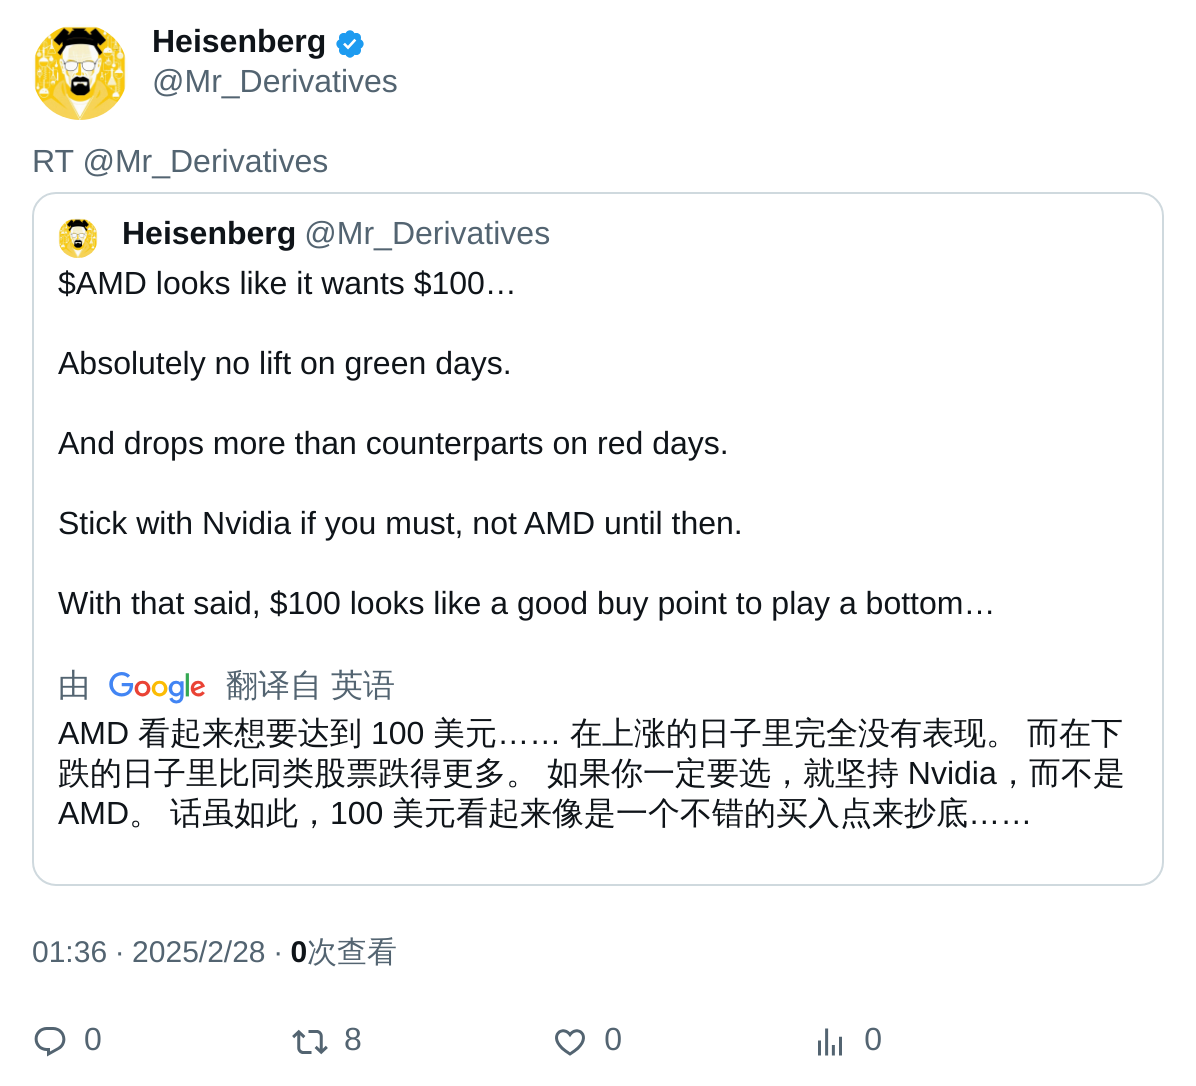 Heisenberg
@Mr_Derivatives
RT @Mr_Derivatives
Heisenberg @Mr_Derivatives
$AMD looks like it wants $100…
Absolutely no lift on green days.
And drops more than counterparts on red days.
Stick with Nvidia if you must, not AMD until then.
With that said, $100 looks like a good buy point to play a bottom…
由 Google 翻译自 英语
AMD 看起来想要达到 100 美元…… 在上涨的日子里完全没有表现。 而在下
跌的日子里比同类股票跌得更多。 如果你一定要选，就坚持 Nvidia，而不是
AMD。 话虽如此，100 美元看起来像是一个不错的买入点来抄底……
01:36 · 2025/2/28 · 0次查看
0 8 0 0